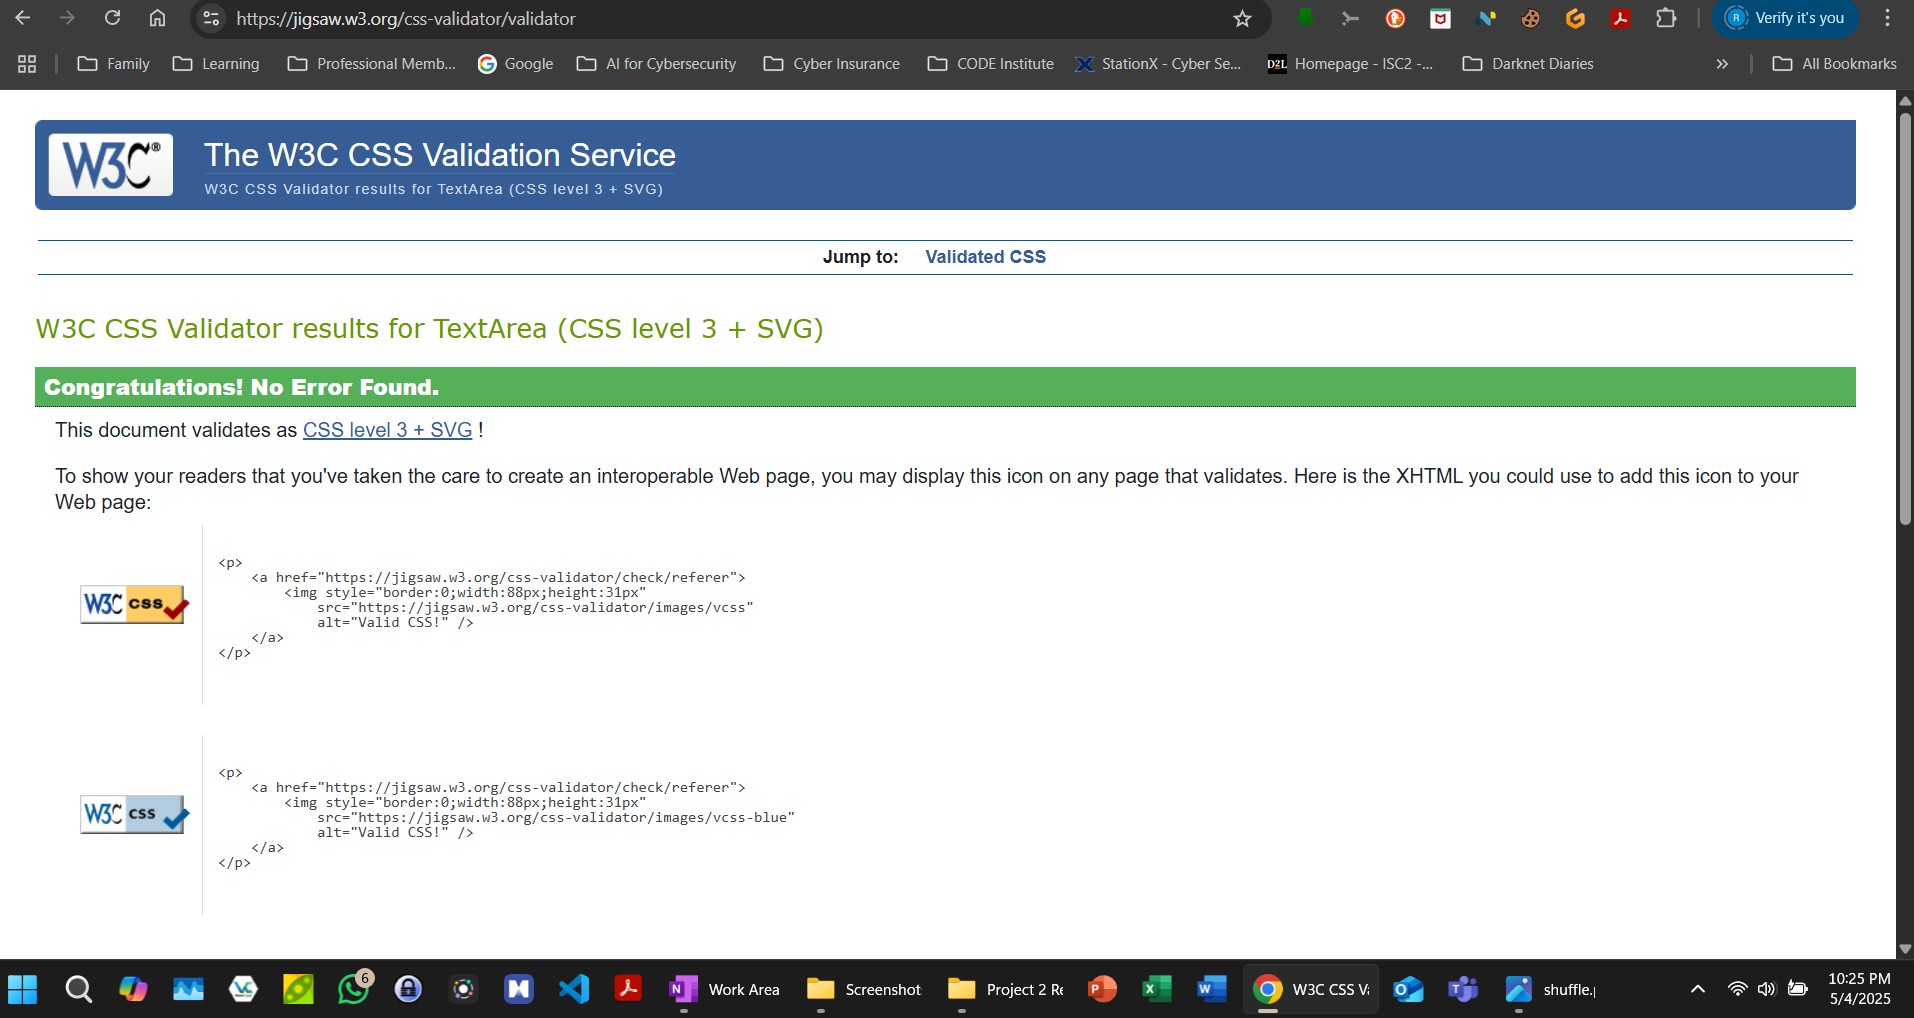 https://jigsaw.w3.org/css-validator/validator
Verify it's you
Family
Learning
Professional Memb...
Google
AI for Cybersecurity
Cyber Insurance
CODE Institute
StationX - Cyber Se...
D2L
Homepage - ISC2 -...
Darknet Diaries
All Bookmarks
W3C®
The W3C CSS Validation Service
W3C CSS Validator results for TextArea (CSS level 3 + SVG)
Jump to: Validated CSS
W3C CSS Validator results for TextArea (CSS level 3 + SVG)
Congratulations! No Error Found.
This document validates as CSS level 3 + SVG !
To show your readers that you've taken the care to create an interoperable Web page, you may display this icon on any page that validates. Here is the XHTML you could use to add this icon to your
Web page:
W3C css
<p>
<a href="https://jigsaw.w3.org/css-validator/check/referer">
<img style="border:0;width:88px;height:31px"
src="https://jigsaw.w3.org/css-validator/images/vcss"
alt="Valid CSS!" />
</a>
</p>
W3C css
<p>
<a href="https://jigsaw.w3.org/css-validator/check/referer">
<img style="border:0;width:88px;height:31px"
src="https://jigsaw.w3.org/css-validator/images/vcss-blue"
alt="Valid CSS!" />
</a>
</p>
6
Work Area
Screenshot
Project 2 Re
W3C CSS Va
shuffle.p
10:25 PM
5/4/2025